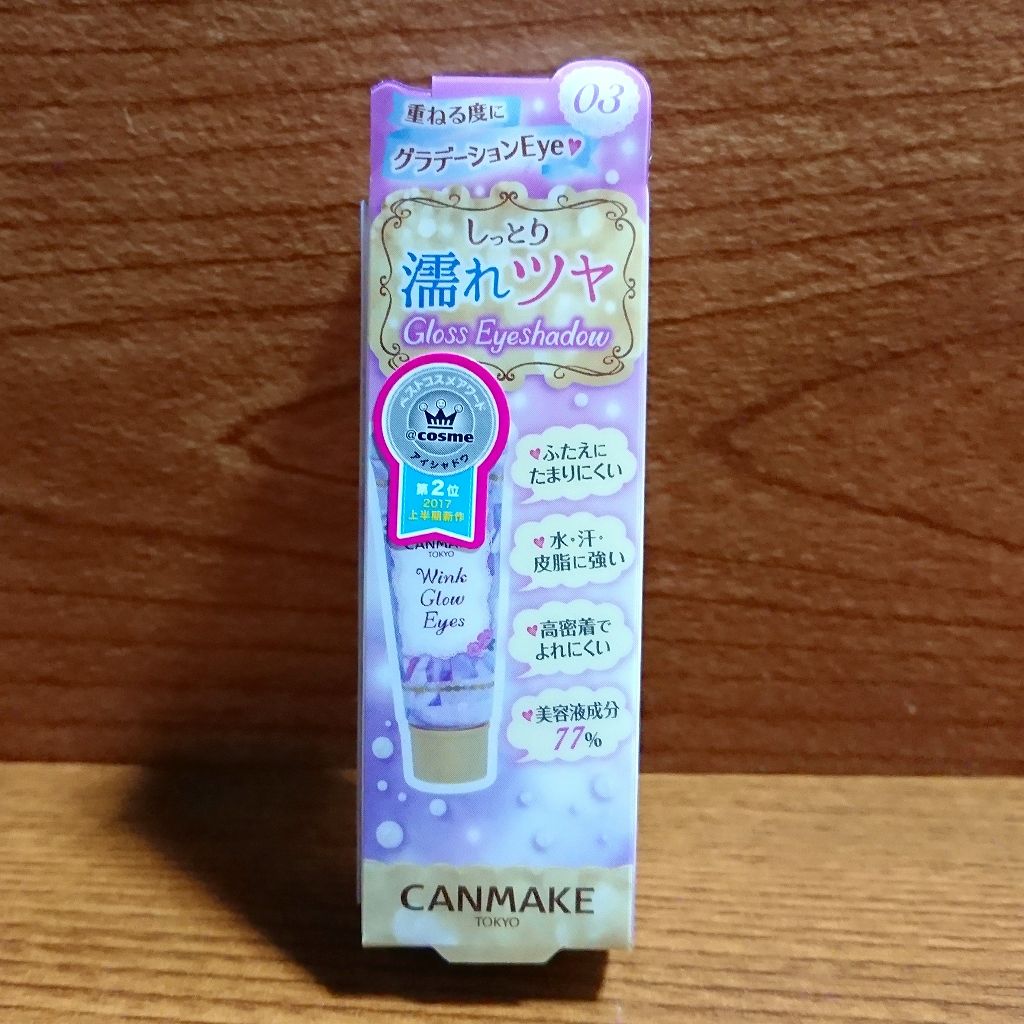 03
重ねる度に
グラデーションEye♥
しっとり
濡れツヤ
Gloss Eyeshadow
ベストコスメアワード
@cosme
アイシャドウ
第2位
2017
上半期新作
CANMA
TOKYO
Wink
Glow
Eyes
♥ふたえに
たまりにくい
♥水・汗・
皮脂に強い
♥高密着で
よれにくい
♥美容液成分
77%
CANMAKE
TOKYO